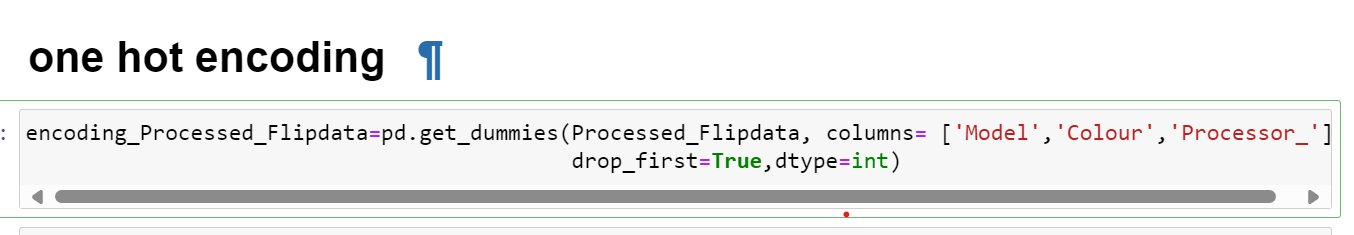 one hot encoding ¶
: encoding_Processed_Flipdata=pd.get_dummies(Processed_Flipdata, columns= ['Model','Colour','Processor_']
drop_first=True,dtype=int)